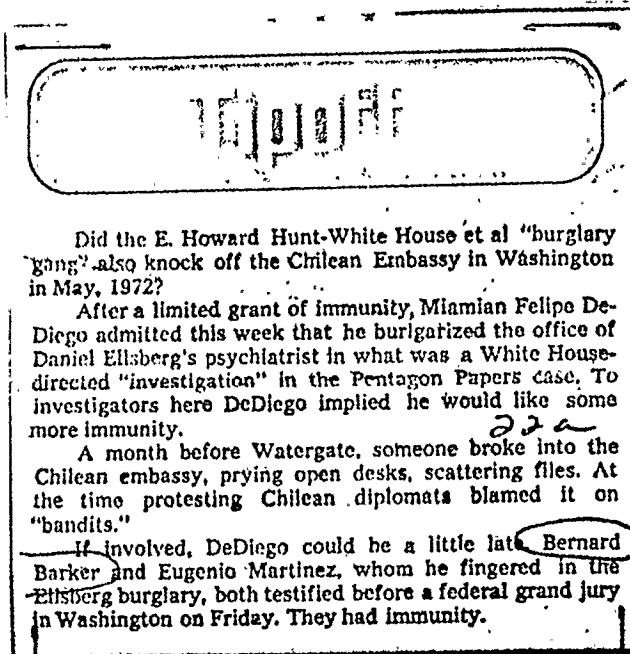 Tipoff
Did the E. Howard Hunt-White House et al "burglary
gang" also knock off the Chilean Embassy in Washington
in May, 1972?
After a limited grant of immunity, Miamian Felipe De-
Diego admitted this week that he burlgarized the office of
Daniel Ellsberg's psychiatrist in what was a White House-
directed "investigation" in the Pentagon Papers case. To
investigators here DeDiego implied he would like some
more immunity.
22a
A month before Watergate, someone broke into the
Chilean embassy, prying open desks, scattering files. At
the time protesting Chilean diplomats blamed it on
"bandits."
If involved, DeDiego could be a little late. Bernard
Barker and Eugenio Martinez, whom he fingered in the
Ellsberg burglary, both testified before a federal grand jury
in Washington on Friday. They had immunity.